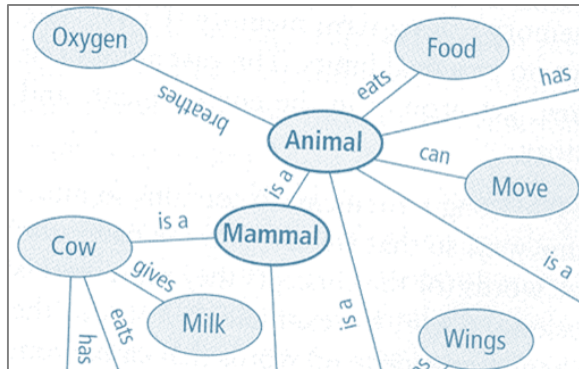 Oxygen
Food
breathes
eats
has
Animal
can
Move
is a
is a
is a
Mammal
Cow
is a
gives
Milk
eats
has
is a
Wings